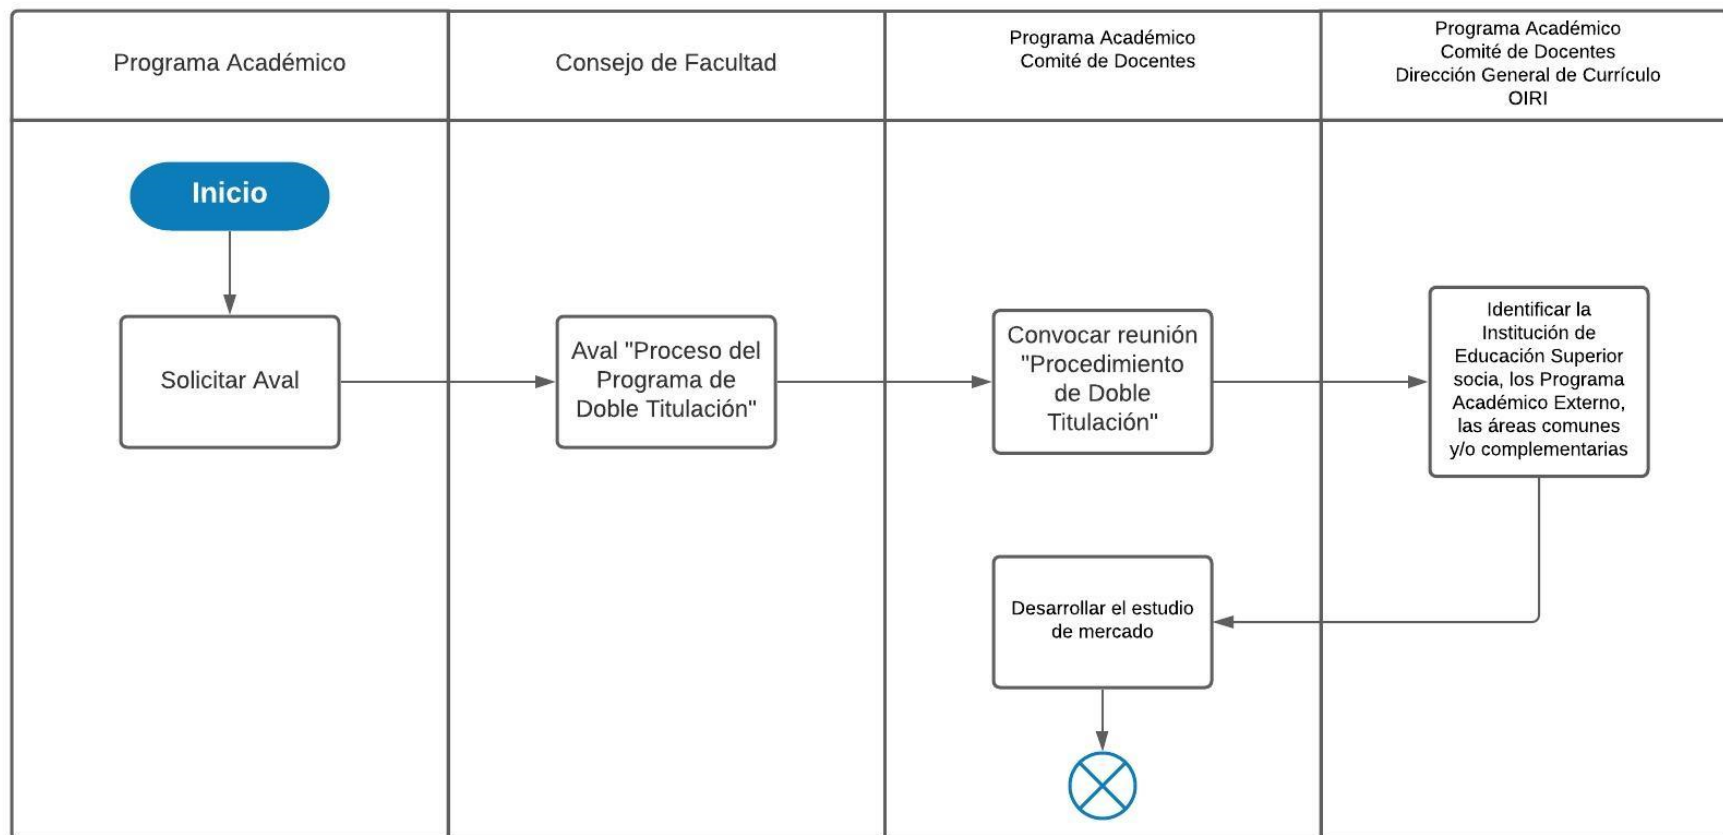 Programa Académico
Consejo de Facultad
Programa Académico
Comité de Docentes
Programa Académico
Comité de Docentes
Dirección General de Currículo
OIRI
Inicio
Solicitar Aval
Aval "Proceso del
Programa de
Doble Titulación"
Convocar reunión
"Procedimiento
de Doble
Titulación"
Identificar la
Institución de
Educación Superior
socia, los Programa
Académico Externo,
las áreas comunes
y/o complementarias
Desarrollar el estudio
de mercado